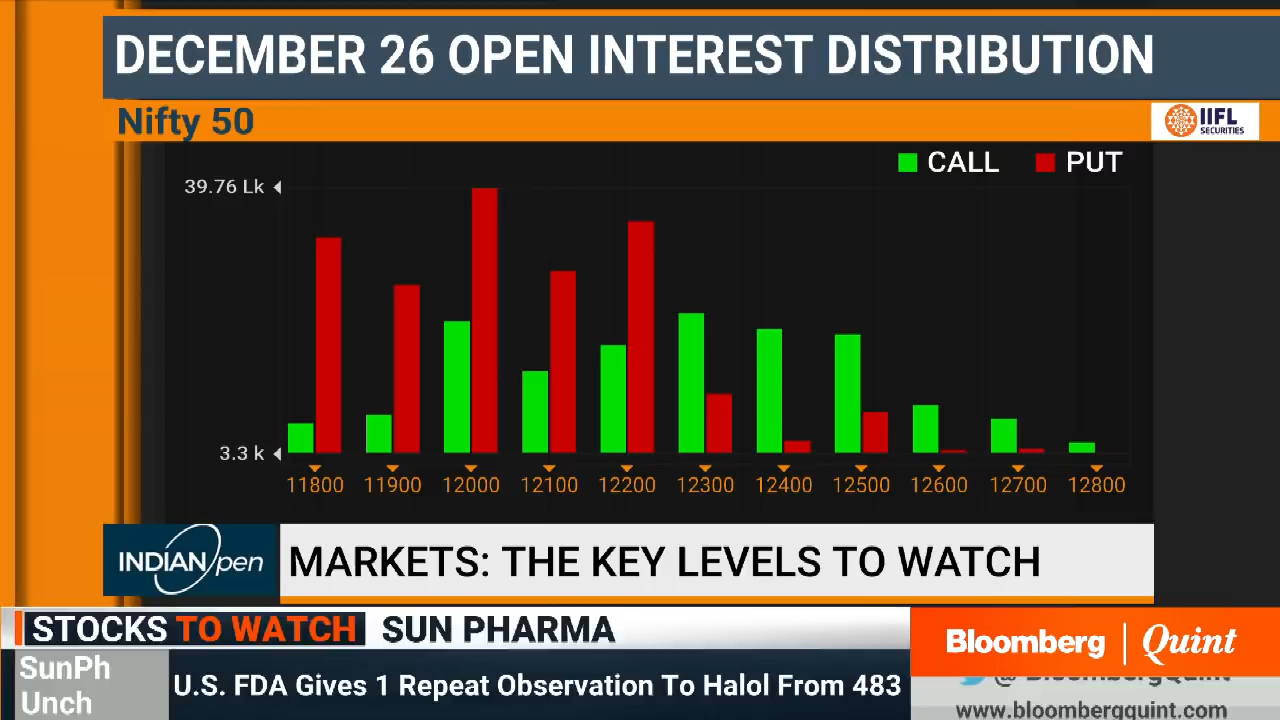 DECEMBER 26 OPEN INTEREST DISTRIBUTION
Nifty 50
IIFL
SECURITIES
CALL PUT
39.76 Lk
3.3 k
11800 11900 12000 12100 12200 12300 12400 12500 12600 12700 12800
INDIAN Open MARKETS: THE KEY LEVELS TO WATCH
STOCKS TO WATCH SUN PHARMA
Bloomberg | Quint
SunPh
Unch
U.S. FDA Gives 1 Repeat Observation To Halol From 483
@ BloombergQuint
www.bloombergquint.com